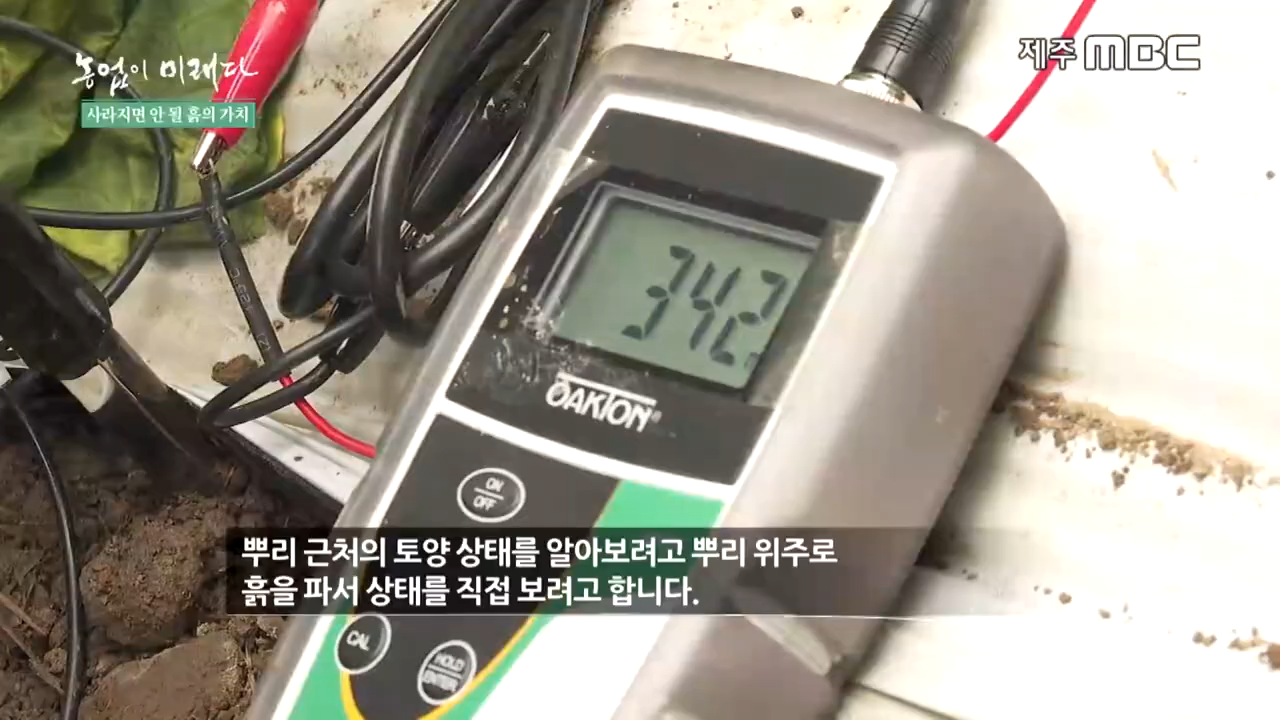 농업이 미래다
사라지면 안 될 흙의 가치
제주 MBC
342
OAKTON®
ON
OFF
뿌리 근처의 토양 상태를 알아보려고 뿌리 위주로
흙을 파서 상태를 직접 보려고 합니다.
CAL
HOLD
ENTER